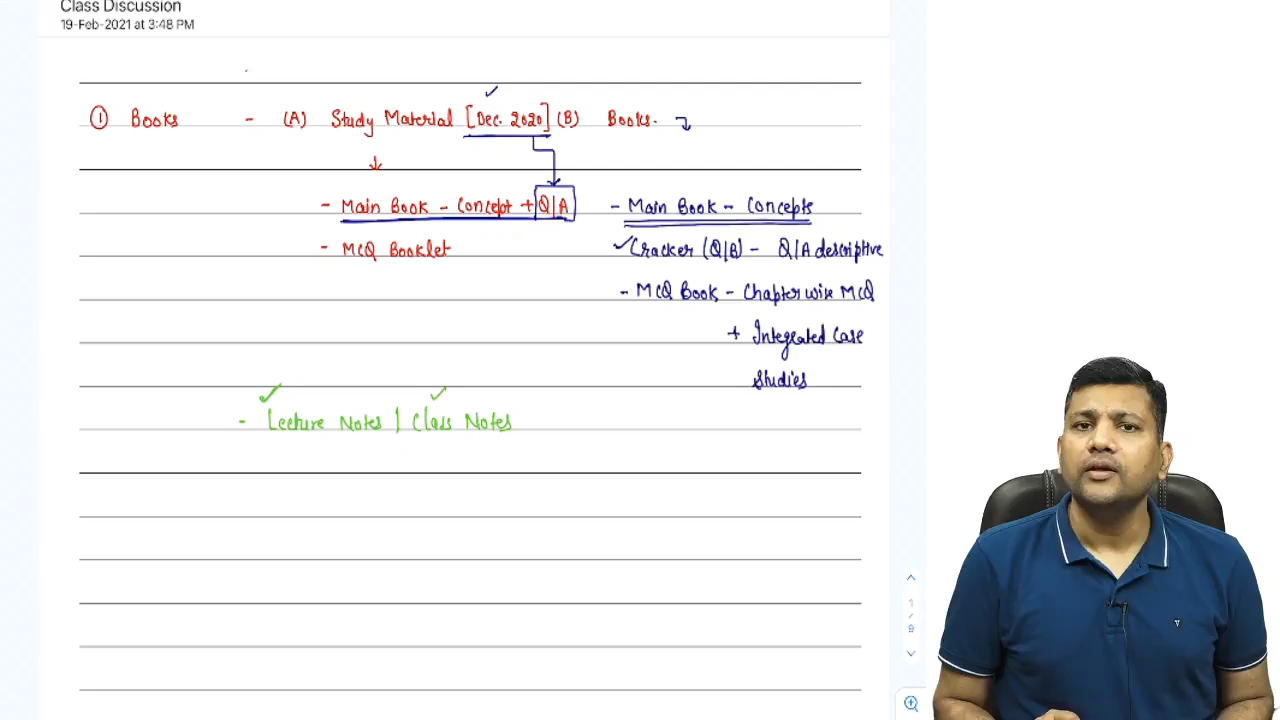 Class Discussion
19-Feb-2021 at 3:48 PM
① Books - (A) Study Material [Dec. 2020] (B) Books.
- Main Book - Concept + Q/A - Main Book - Concepts
- MCQ Booklet Cracker (Q/B) - Q/A descriptive
- MCQ Book - Chapterwise MCQ
+ Integrated Case
Studies
- Lecture Notes | Class Notes